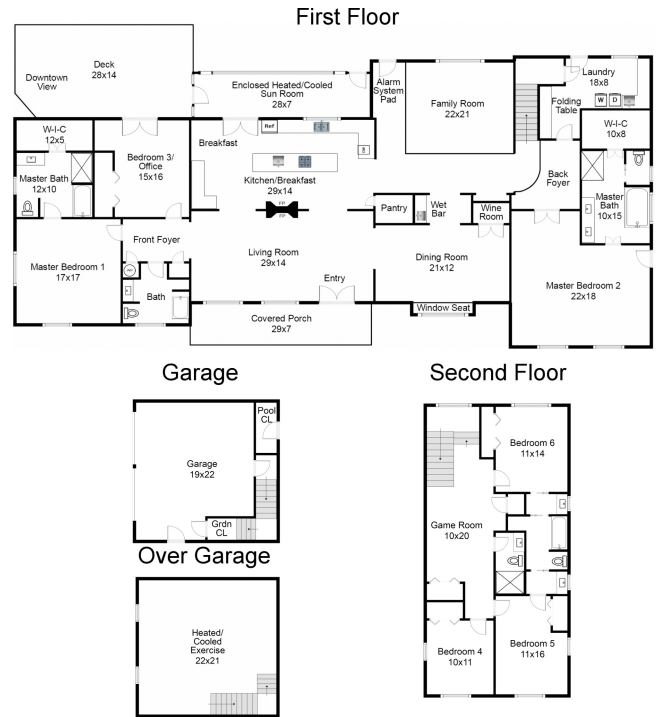 First Floor
Deck
28x14
Downtown
View
Enclosed Heated/Cooled
Sun Room
28x7
Alarm
System
Pad
Family Room
22x21
Laundry
18x8
W D
Folding
Table
W-I-C
10x8
W-I-C
12x5
Master Bath
12x10
Bedroom 3/
Office
15x16
Breakfast
Ref
Kitchen/Breakfast
29x14
FP
FP
Pantry
Wet
Bar
Wine
Room
Back
Foyer
Master
Bath
10x15
Master Bedroom 1
17x17
Front Foyer
Bath
Living Room
29x14
Entry
Dining Room
21x12
Window Seat
Master Bedroom 2
22x18
Covered Porch
29x7
Garage
Pool
CL
Garage
19x22
Grdn
CL
Over Garage
Heated/
Cooled
Exercise
22x21
Second Floor
Bedroom 6
11x14
Game Room
10x20
Bedroom 4
10x11
Bedroom 5
11x16